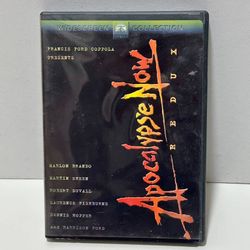 WIDESCREEN COLLECTION
FRANCIS FORD COPPOLA
PRESENTS
Apocalypse Now
REDUX
MARLON BRANDO
MARTIN SHEEN
ROBERT DUVALL
LAURENCE FISHBURNE
DENNIS HOPPER
AND HARRISON FORD